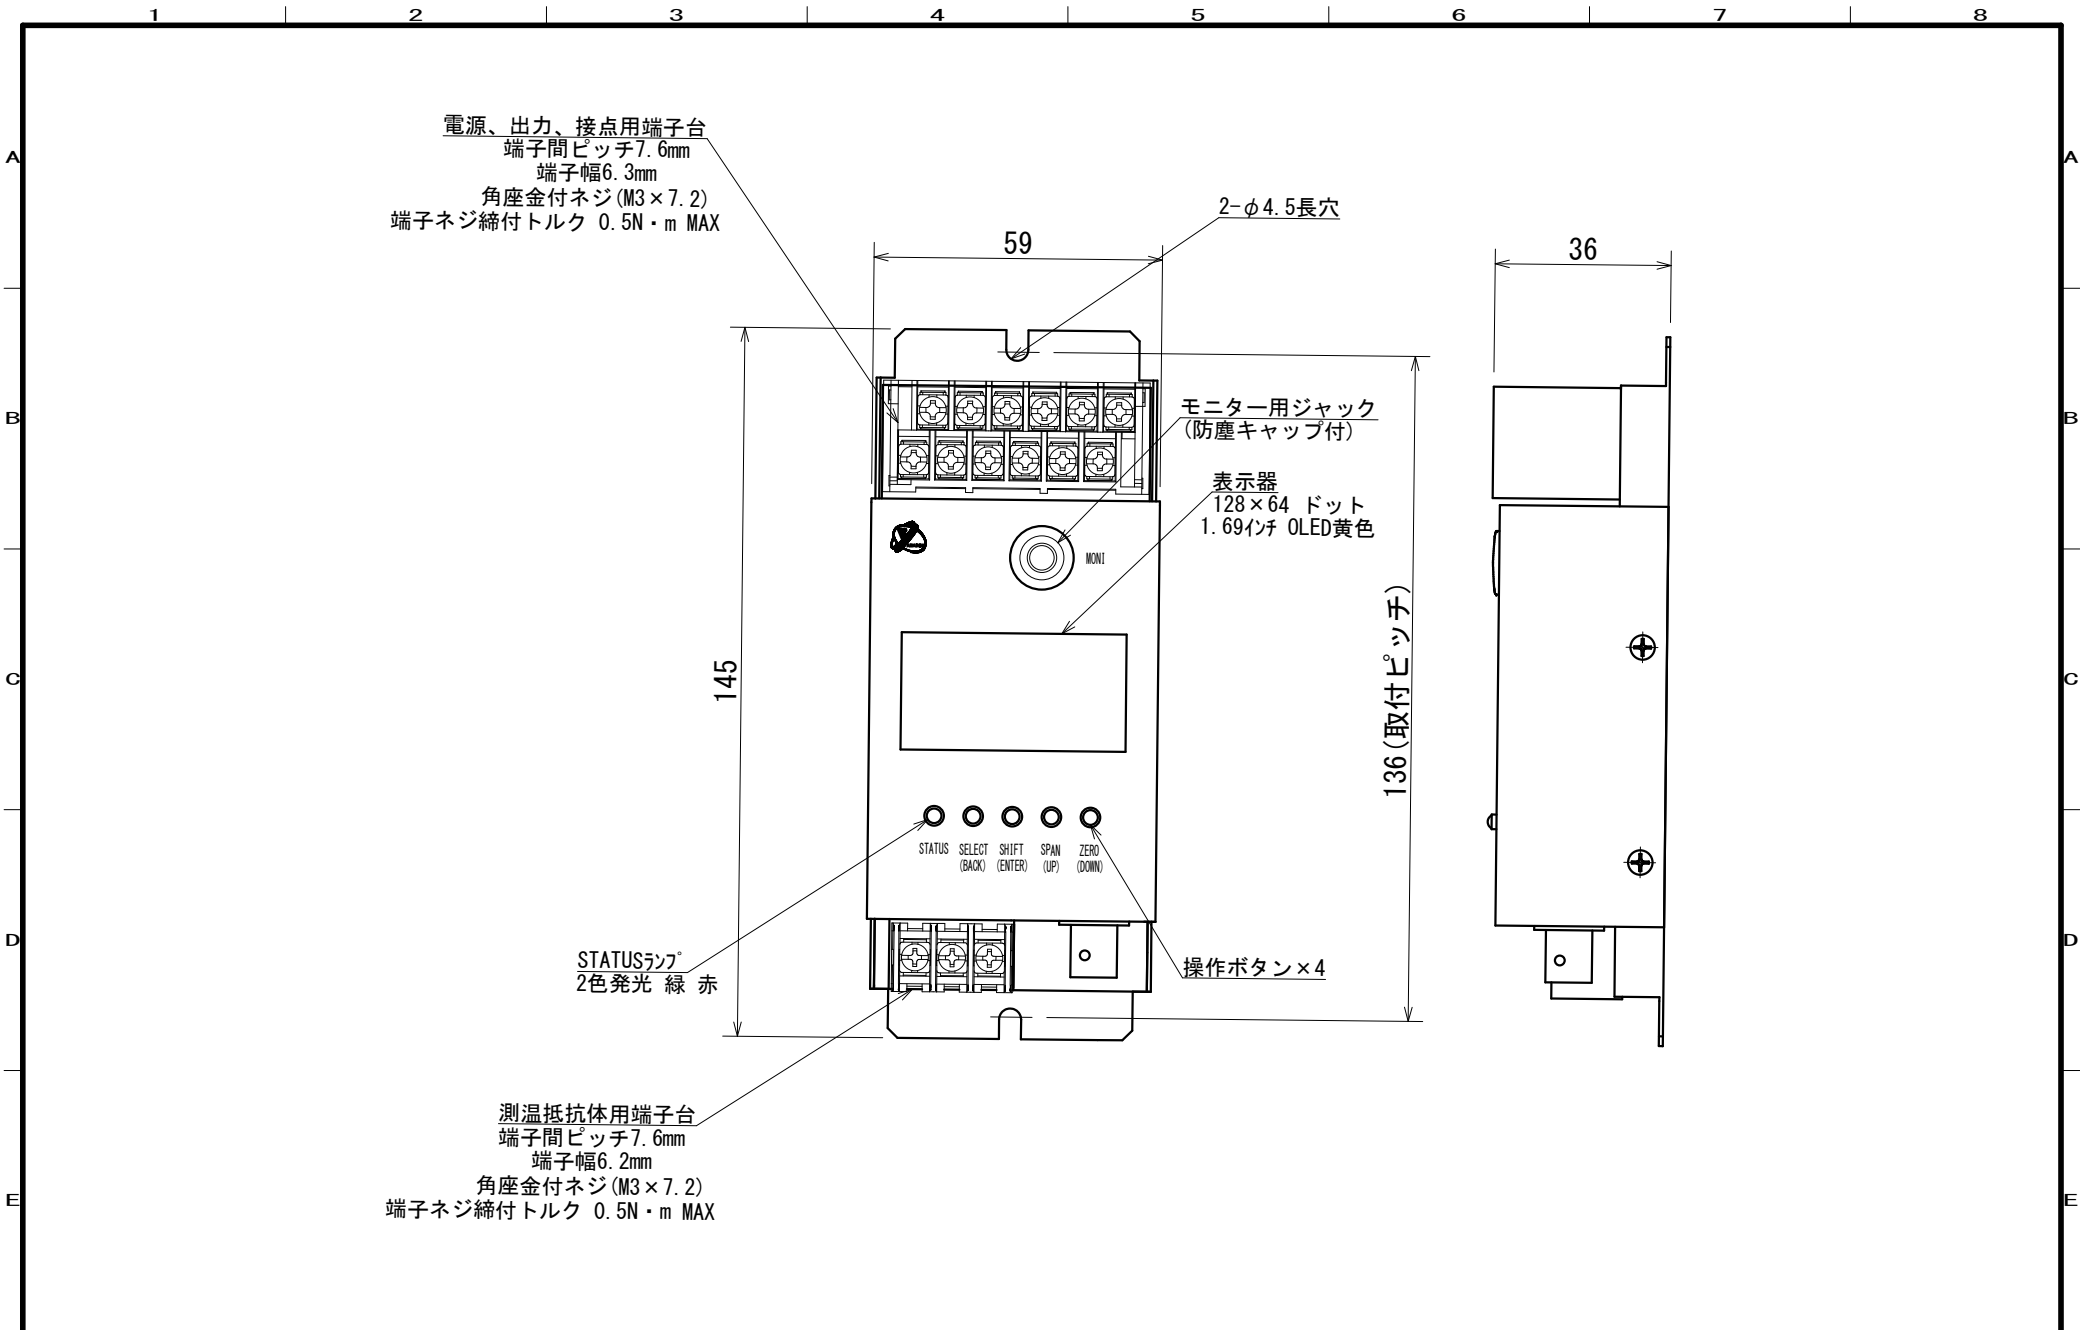 1 2 3 4 5 6 7 8
A A
電源、出力、接点用端子台
端子間ピッチ7.6mm
端子幅6.3mm
角座金付ネジ(M3×7.2)
端子ネジ締付トルク 0.5N・m MAX
2-φ4.5長穴
59
36
B B
モニター用ジャック
(防塵キャップ付)
表示器
128×64 ドット
1.69ｲﾝﾁ OLED黄色
MONI
145
136(取付ピッチ)
C C
STATUS SELECT SHIFT SPAN ZERO
(BACK) (ENTER) (UP) (DOWN)
D D
STATUSﾗﾝﾌﾟ
2色発光 緑 赤
操作ボタン×4
測温抵抗体用端子台
端子間ピッチ7.6mm
端子幅6.2mm
角座金付ネジ(M3×7.2)
端子ネジ締付トルク 0.5N・m MAX
E E